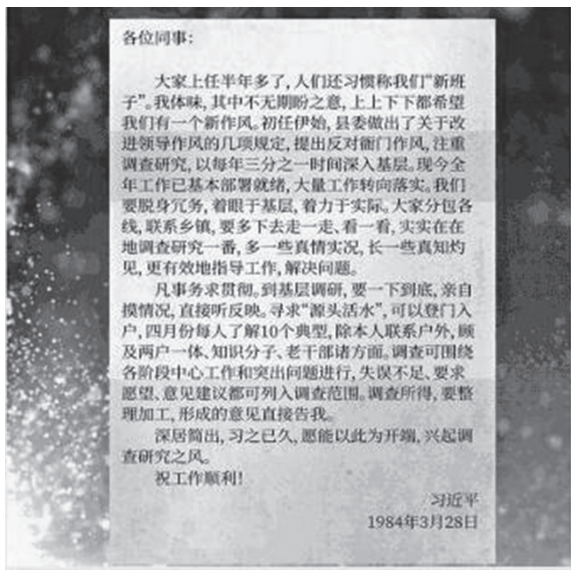 各位同事：
大家上任半年多了，人们还习惯称我们“新班
子”。我体味，其中不无期盼之意，上上下下都希望
我们有一个新作风。初任伊始，县委做出了关于改
进领导作风的几项规定，提出反对衙门作风，注重
调查研究，以每年三分之一时间深入基层。现今全
年工作已基本部署就绪，大量工作转向落实。我们
要脱身冗务，着眼于基层，着力于实际。大家分包各
线，联系乡镇，要多下去走一走、看一看，实实在在
地调查研究一番，多一些真情实况，长一些真知灼
见，更有效地指导工作，解决问题。
凡事务求贯彻。到基层调研，要一下到底，亲自
摸情况，直接听反映。寻求“源头活水”，可以登门入
户，四月份每人了解10个典型，除本人联系户外，顾
及两户一体、知识分子、老干部诸方面。调查可围绕
各阶段中心工作和突出问题进行，失误不足、要求
愿望、意见建议都可列入调查范围。调查所得，要整
理加工，形成的意见直接告我。
深居简出，习之已久，愿能以此为开端，兴起调
查研究之风。
祝工作顺利！
习近平
1984年3月28日